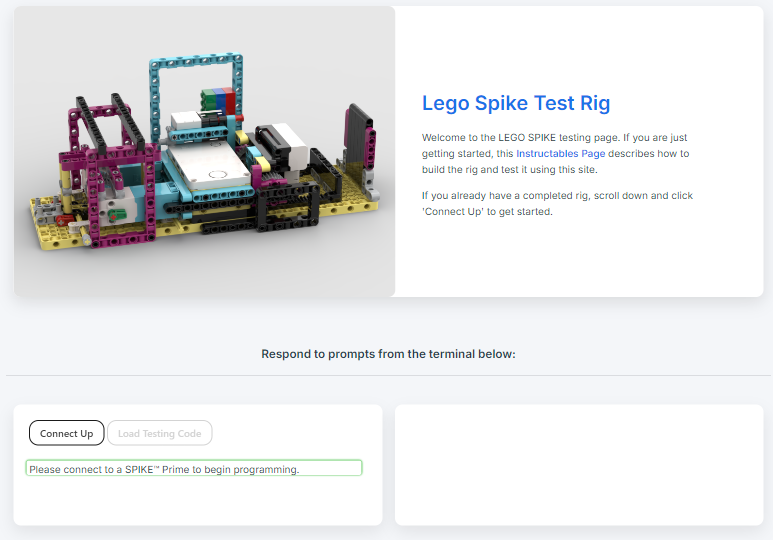 Lego Spike Test Rig
Welcome to the LEGO SPIKE testing page. If you are just
getting started, this Instructables Page describes how to
build the rig and test it using this site.
If you already have a completed rig, scroll down and click
'Connect Up' to get started.
Respond to prompts from the terminal below:
Connect Up Load Testing Code
Please connect to a SPIKE™ Prime to begin programming.